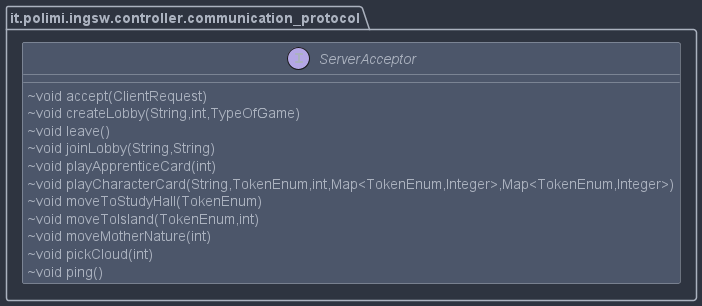 it.polimi.ingsw.controller.communication_protocol
ServerAcceptor
~void accept(ClientRequest)
~void createLobby(String,int,TypeOfGame)
~void leave()
~void joinLobby(String,String)
~void playApprenticeCard(int)
~void playCharacterCard(String,TokenEnum,int,Map<TokenEnum,Integer>,Map<TokenEnum,Integer>)
~void moveToStudyHall(TokenEnum)
~void moveToIsland(TokenEnum,int)
~void moveMotherNature(int)
~void pickCloud(int)
~void ping()